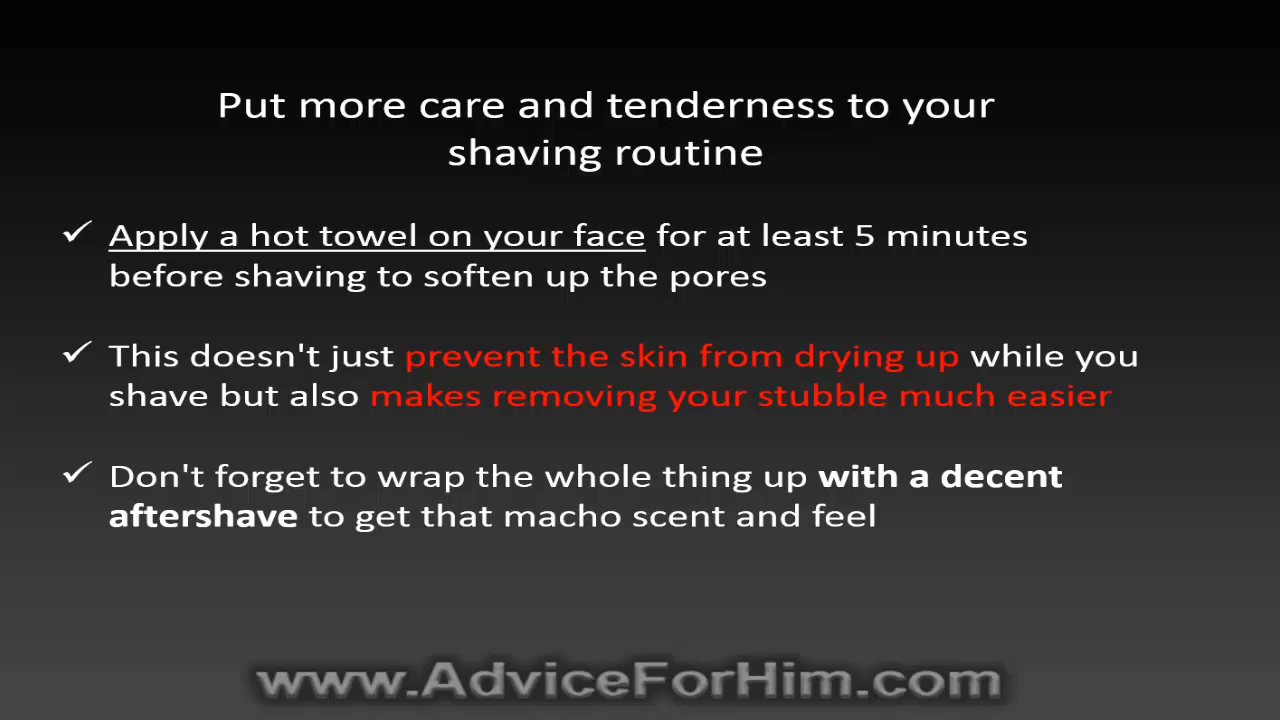 Put more care and tenderness to your
shaving routine
✓ Apply a hot towel on your face for at least 5 minutes
before shaving to soften up the pores
✓ This doesn't just prevent the skin from drying up while you
shave but also makes removing your stubble much easier
✓ Don't forget to wrap the whole thing up with a decent
aftershave to get that macho scent and feel
www.AdviceForHim.com